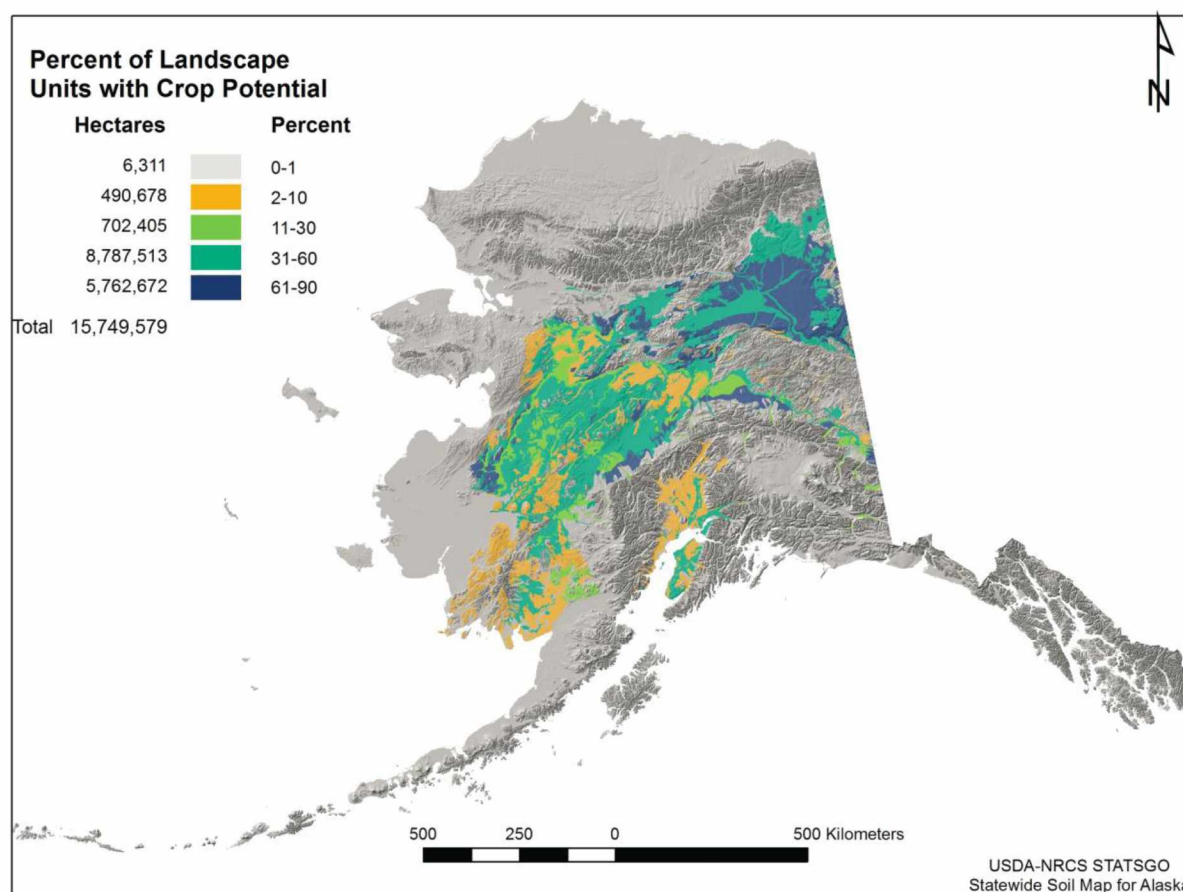 Percent of Landscape
Units with Crop Potential
Hectares Percent
6,311 0-1
490,678 2-10
702,405 11-30
8,787,513 31-60
5,762,672 61-90
Total 15,749,579
N
500 250 0 500 Kilometers
USDA-NRCS STATSGO
Statewide Soil Map for Alaska